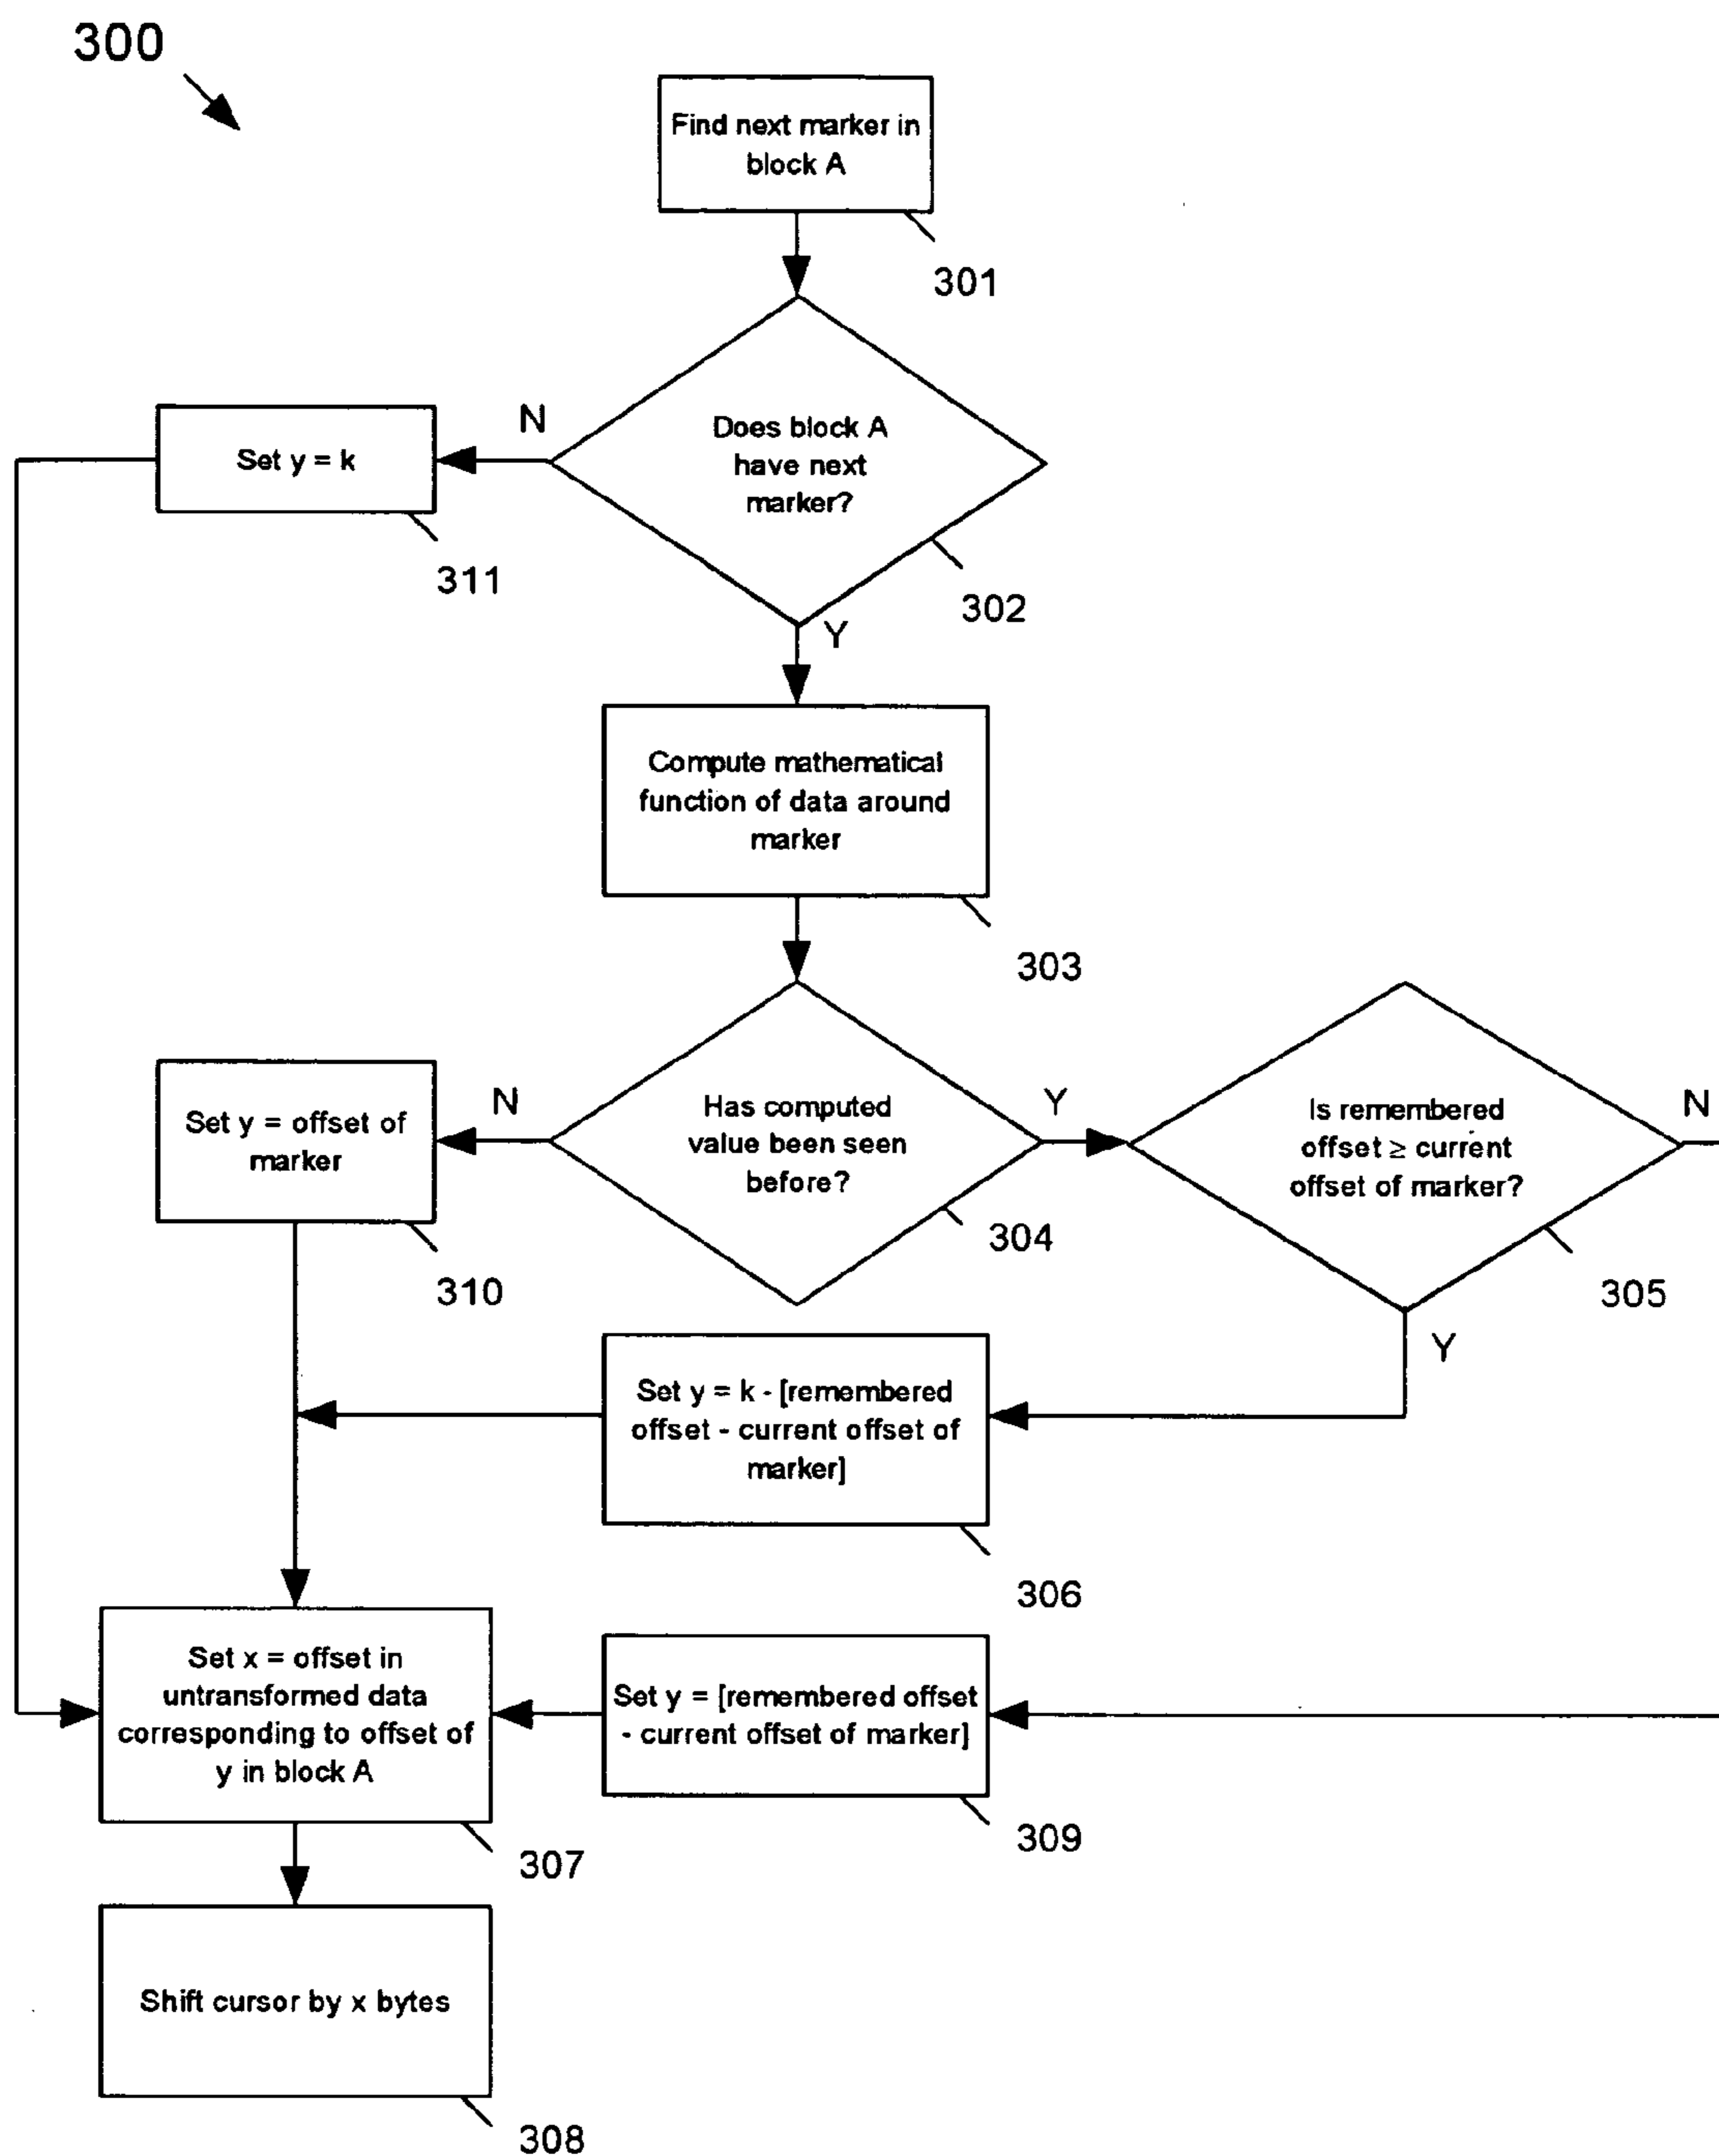 300
Find next marker in
block A
301
Does block A
have next
marker?
302
N
Set y = k
311
Y
Compute mathematical
function of data around
marker
303
Has computed
value been seen
before?
304
N
Set y = offset of
marker
310
Y
Is remembered
offset ≥ current
offset of marker?
305
N
Y
Set y = k - [remembered
offset - current offset of
marker]
306
Set x = offset in
untransformed data
corresponding to offset of
y in block A
307
Set y = [remembered offset
- current offset of marker]
309
Shift cursor by x bytes
308